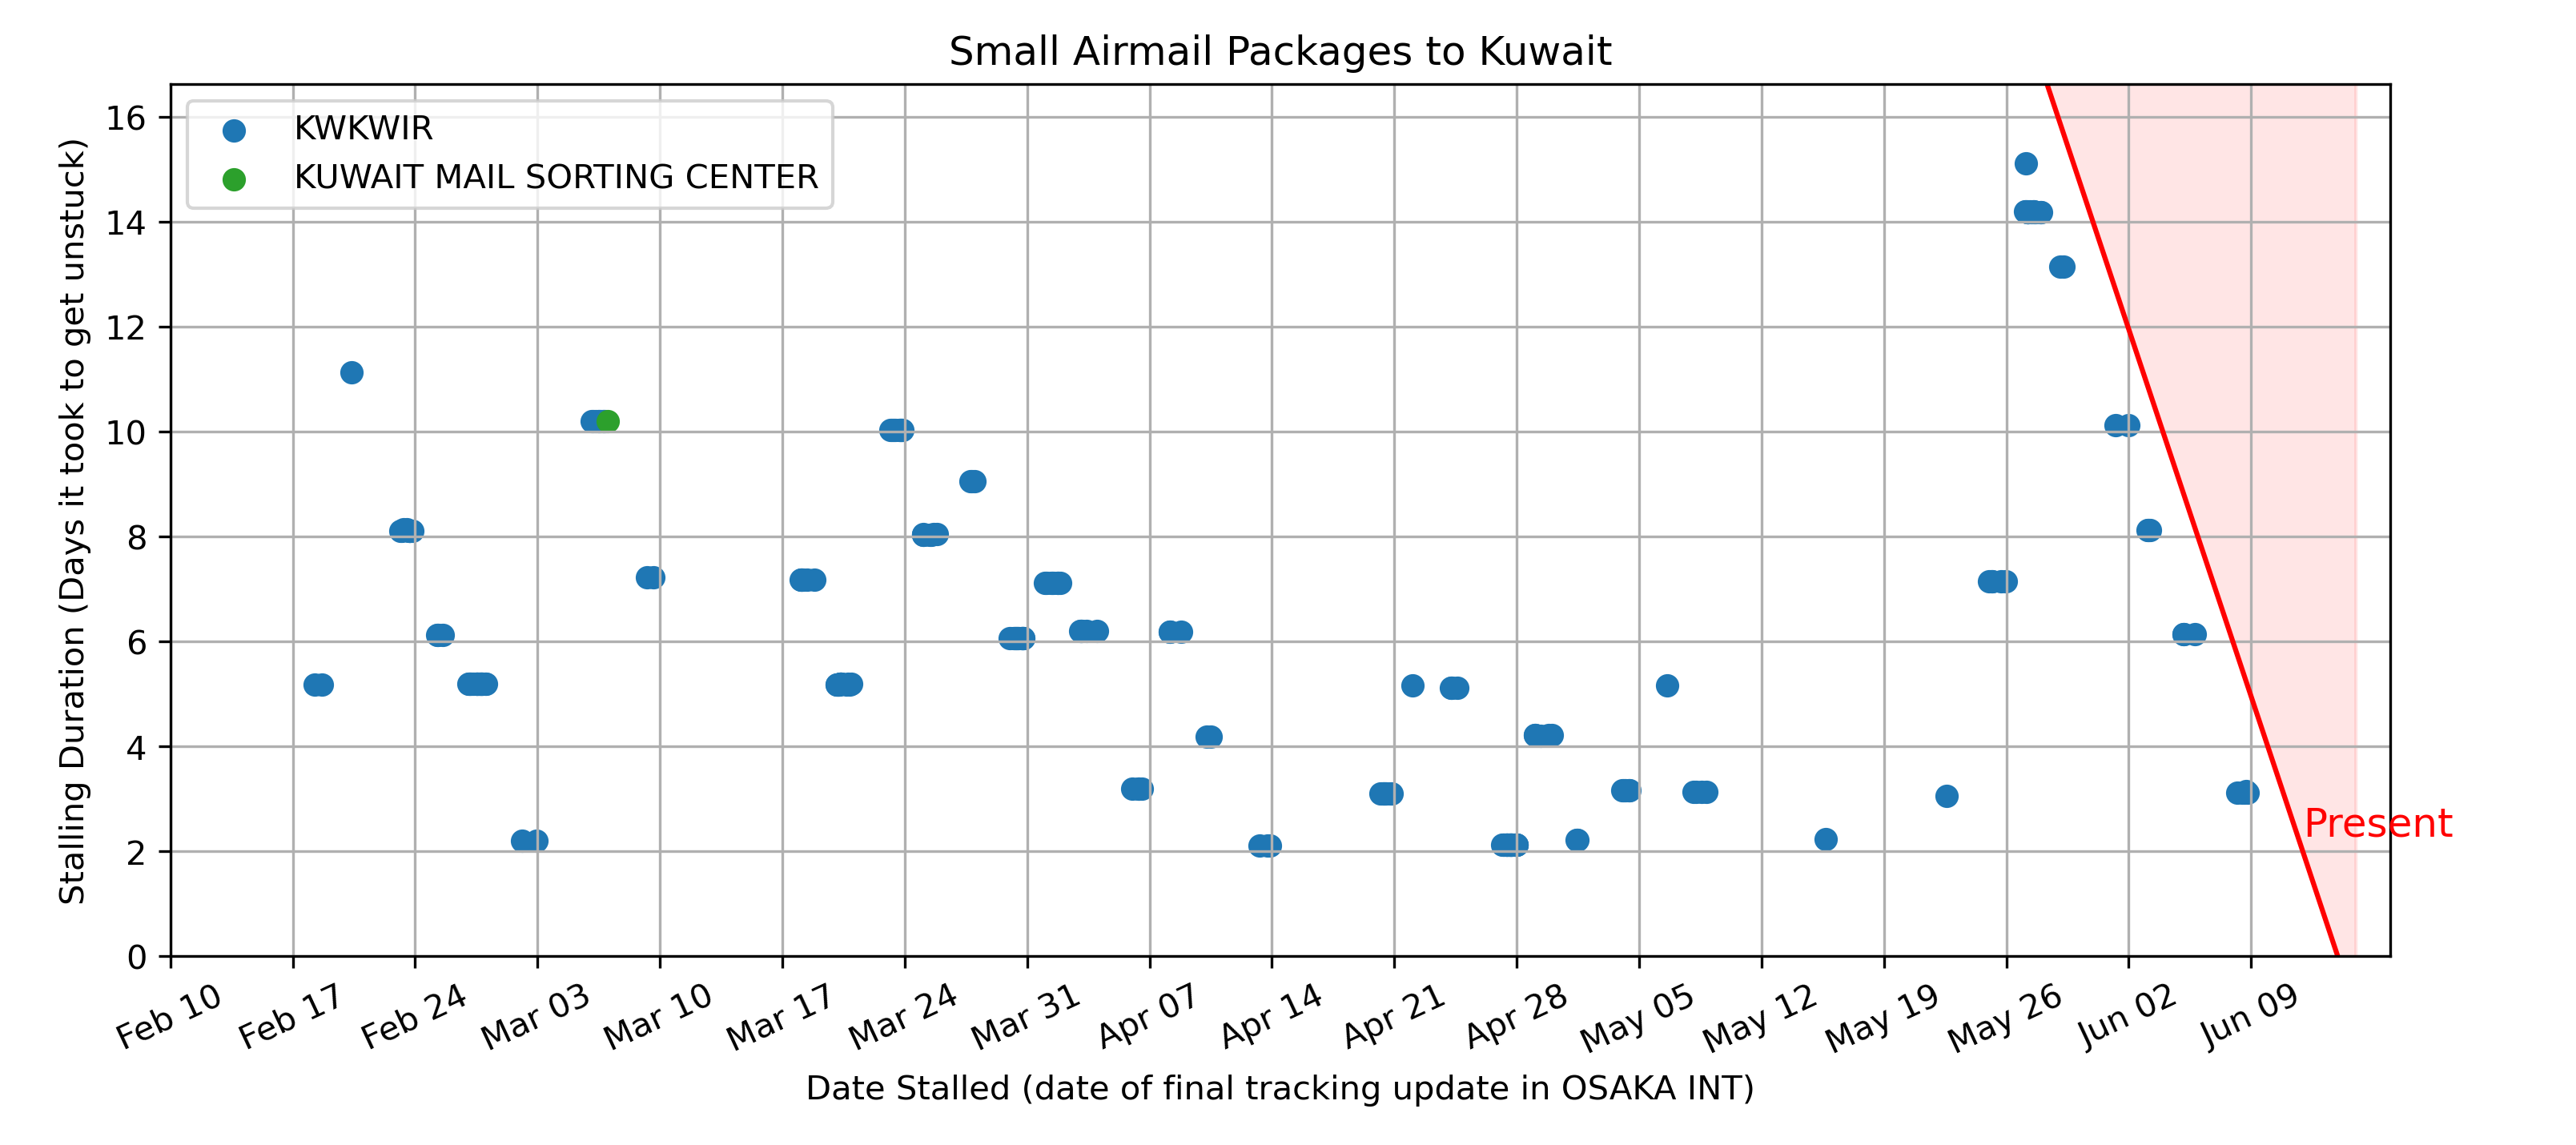 Small Airmail Packages to Kuwait
KWKWIR
KUWAIT MAIL SORTING CENTER
Stalling Duration (Days it took to get unstuck)
16
14
12
10
8
6
4
2
0
Present
Feb 10
Feb 17
Feb 24
Mar 03
Mar 10
Mar 17
Mar 24
Mar 31
Apr 07
Apr 14
Apr 21
Apr 28
May 05
May 12
May 19
May 26
Jun 02
Jun 09
Date Stalled (date of final tracking update in OSAKA INT)